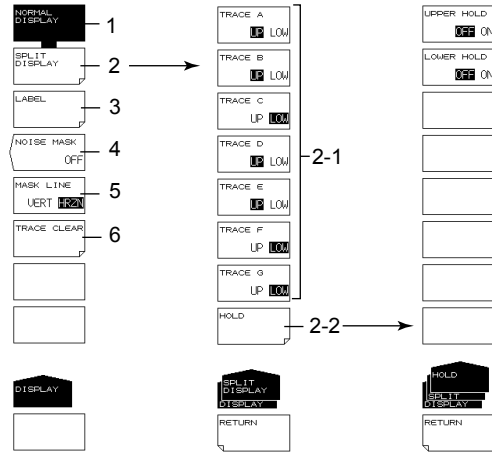 NORMAL
DISPLAY
1
SPLIT
DISPLAY
2
LABEL
3
NOISE MASK
OFF
4
MASK LINE
VERT HRZN
5
TRACE CLEAR
6
DISPLAY
TRACE A
UP LOW
TRACE B
UP LOW
TRACE C
UP LOW
TRACE D
UP LOW
TRACE E
UP LOW
TRACE F
UP LOW
TRACE G
UP LOW
2-1
HOLD
2-2
SPLIT
DISPLAY
DISPLAY
RETURN
UPPER HOLD
OFF ON
LOWER HOLD
OFF ON
HOLD
SPLIT
DISPLAY
RETURN